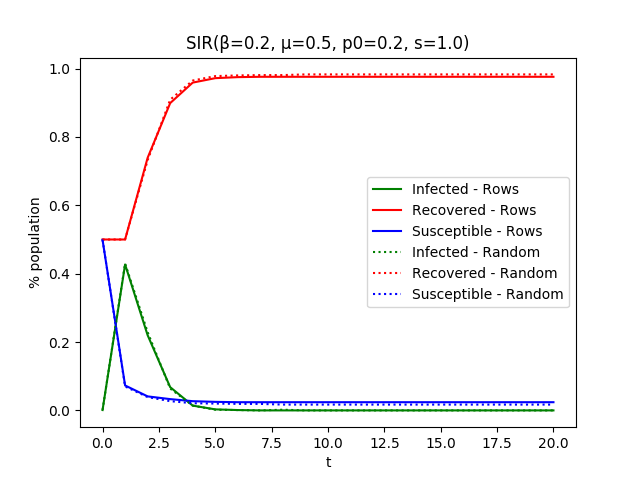 SIR(β=0.2, μ=0.5, p0=0.2, s=1.0)
1.0
0.8
0.6
0.4
0.2
0.0
% population
Infected - Rows
Recovered - Rows
Susceptible - Rows
Infected - Random
Recovered - Random
Susceptible - Random
0.0 2.5 5.0 7.5 10.0 12.5 15.0 17.5 20.0
t